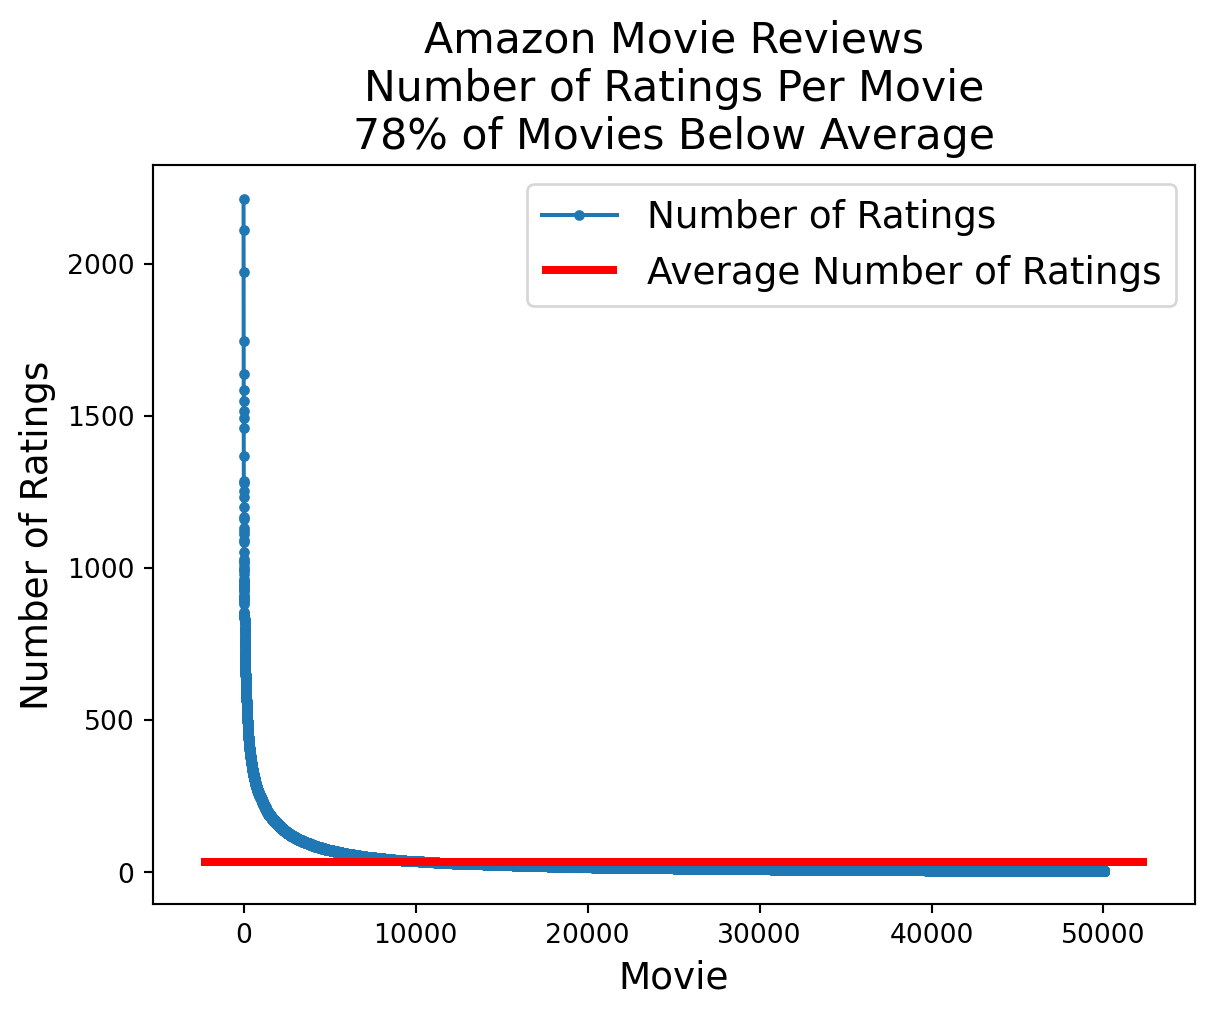 Amazon Movie Reviews
Number of Ratings Per Movie
78% of Movies Below Average
Number of Ratings
Average Number of Ratings
Number of Ratings
2000
1500
1000
500
0
0 10000 20000 30000 40000 50000
Movie